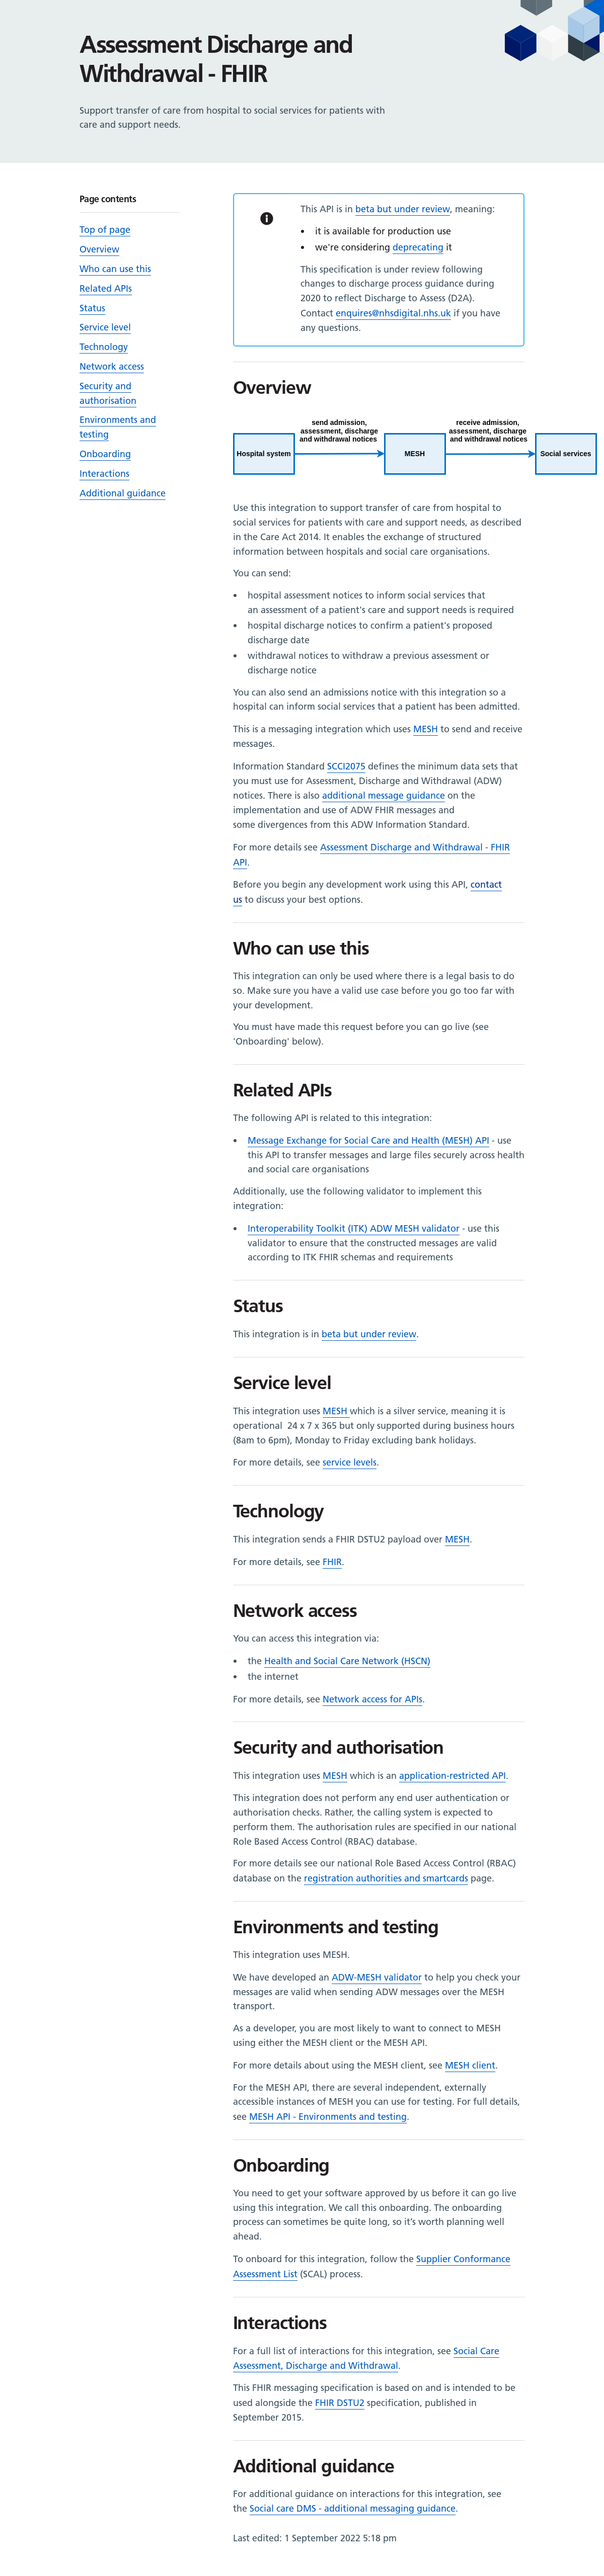 Assessment Discharge and
Withdrawal - FHIR
Support transfer of care from hospital to social services for patients with
care and support needs.
Page contents
Top of page
Overview
Who can use this
Related APIs
Status
Service level
Technology
Network access
Security and
authorisation
Environments and
testing
Onboarding
Interactions
Additional guidance
This API is in beta but under review, meaning:
• it is available for production use
• we're considering deprecating it
This specification is under review following
changes to discharge process guidance during
2020 to reflect Discharge to Assess (D2A).
Contact enquires@nhsdigital.nhs.uk if you have
any questions.
Overview
send admission,
assessment, discharge
and withdrawal notices
receive admission,
assessment, discharge
and withdrawal notices
Hospital system
MESH
Social services
Use this integration to support transfer of care from hospital to
social services for patients with care and support needs, as described
in the Care Act 2014. It enables the exchange of structured
information between hospitals and social care organisations.
You can send:
• hospital assessment notices to inform social services that
an assessment of a patient's care and support needs is required
• hospital discharge notices to confirm a patient's proposed
discharge date
• withdrawal notices to withdraw a previous assessment or
discharge notice
You can also send an admissions notice with this integration so a
hospital can inform social services that a patient has been admitted.
This is a messaging integration which uses MESH to send and receive
messages.
Information Standard SCCI2075 defines the minimum data sets that
you must use for Assessment, Discharge and Withdrawal (ADW)
notices. There is also additional message guidance on the
implementation and use of ADW FHIR messages and
some divergences from this ADW Information Standard.
For more details see Assessment Discharge and Withdrawal - FHIR
API.
Before you begin any development work using this API, contact
us to discuss your best options.
Who can use this
This integration can only be used where there is a legal basis to do
so. Make sure you have a valid use case before you go too far with
your development.
You must have made this request before you can go live (see
'Onboarding' below).
Related APIs
The following API is related to this integration:
• Message Exchange for Social Care and Health (MESH) API - use
this API to transfer messages and large files securely across health
and social care organisations
Additionally, use the following validator to implement this
integration:
• Interoperability Toolkit (ITK) ADW MESH validator - use this
validator to ensure that the constructed messages are valid
according to ITK FHIR schemas and requirements
Status
This integration is in beta but under review.
Service level
This integration uses MESH which is a silver service, meaning it is
operational 24 x 7 x 365 but only supported during business hours
(8am to 6pm), Monday to Friday excluding bank holidays.
For more details, see service levels.
Technology
This integration sends a FHIR DSTU2 payload over MESH.
For more details, see FHIR.
Network access
You can access this integration via:
• the Health and Social Care Network (HSCN)
• the internet
For more details, see Network access for APIs.
Security and authorisation
This integration uses MESH which is an application-restricted API.
This integration does not perform any end user authentication or
authorisation checks. Rather, the calling system is expected to
perform them. The authorisation rules are specified in our national
Role Based Access Control (RBAC) database.
For more details see our national Role Based Access Control (RBAC)
database on the registration authorities and smartcards page.
Environments and testing
This integration uses MESH.
We have developed an ADW-MESH validator to help you check your
messages are valid when sending ADW messages over the MESH
transport.
As a developer, you are most likely to want to connect to MESH
using either the MESH client or the MESH API.
For more details about using the MESH client, see MESH client.
For the MESH API, there are several independent, externally
accessible instances of MESH you can use for testing. For full details,
see MESH API - Environments and testing.
Onboarding
You need to get your software approved by us before it can go live
using this integration. We call this onboarding. The onboarding
process can sometimes be quite long, so it's worth planning well
ahead.
To onboard for this integration, follow the Supplier Conformance
Assessment List (SCAL) process.
Interactions
For a full list of interactions for this integration, see Social Care
Assessment, Discharge and Withdrawal.
This FHIR messaging specification is based on and is intended to be
used alongside the FHIR DSTU2 specification, published in
September 2015.
Additional guidance
For additional guidance on interactions for this integration, see
the Social care DMS - additional messaging guidance.
Last edited: 1 September 2022 5:18 pm